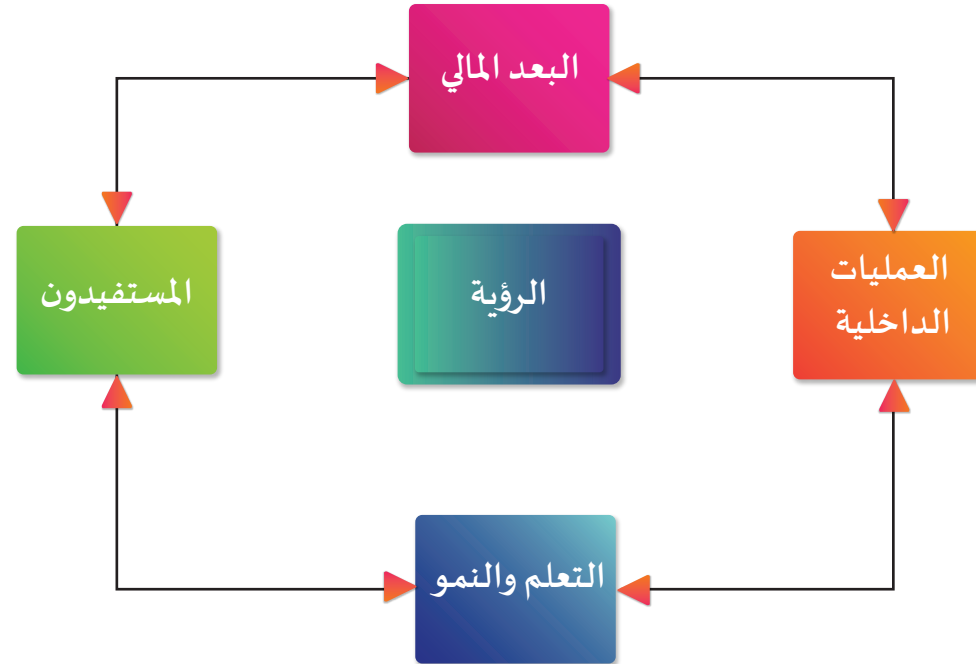 البعد المالي
العمليات
الداخلية
الرؤية
المستفيدون
التعلم والنمو